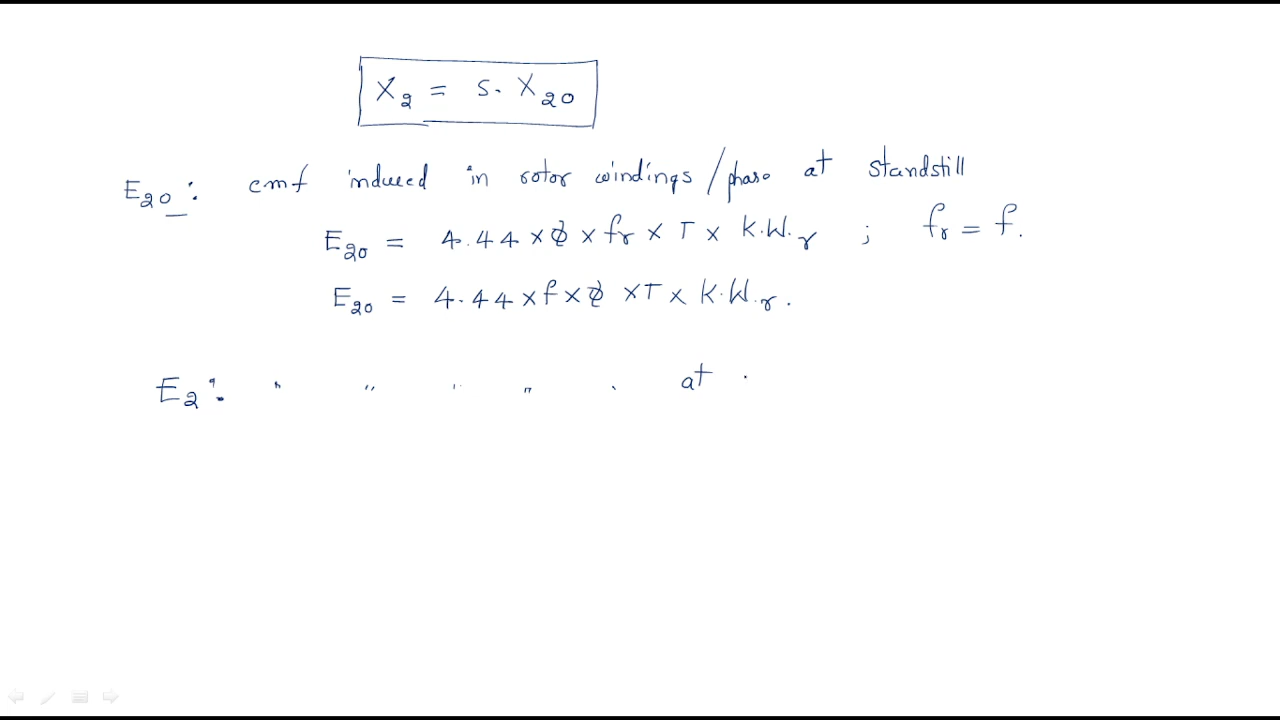 X₂ = S. X₂₀
E₂₀ : emf induced in rotor windings / phase at standstill
E₂₀ = 4.44 × Φ × fr × T × K.W.r ; fr = f.
E₂₀ = 4.44 × f × Φ × T × K.W.r.
E₂ : " " " " " at